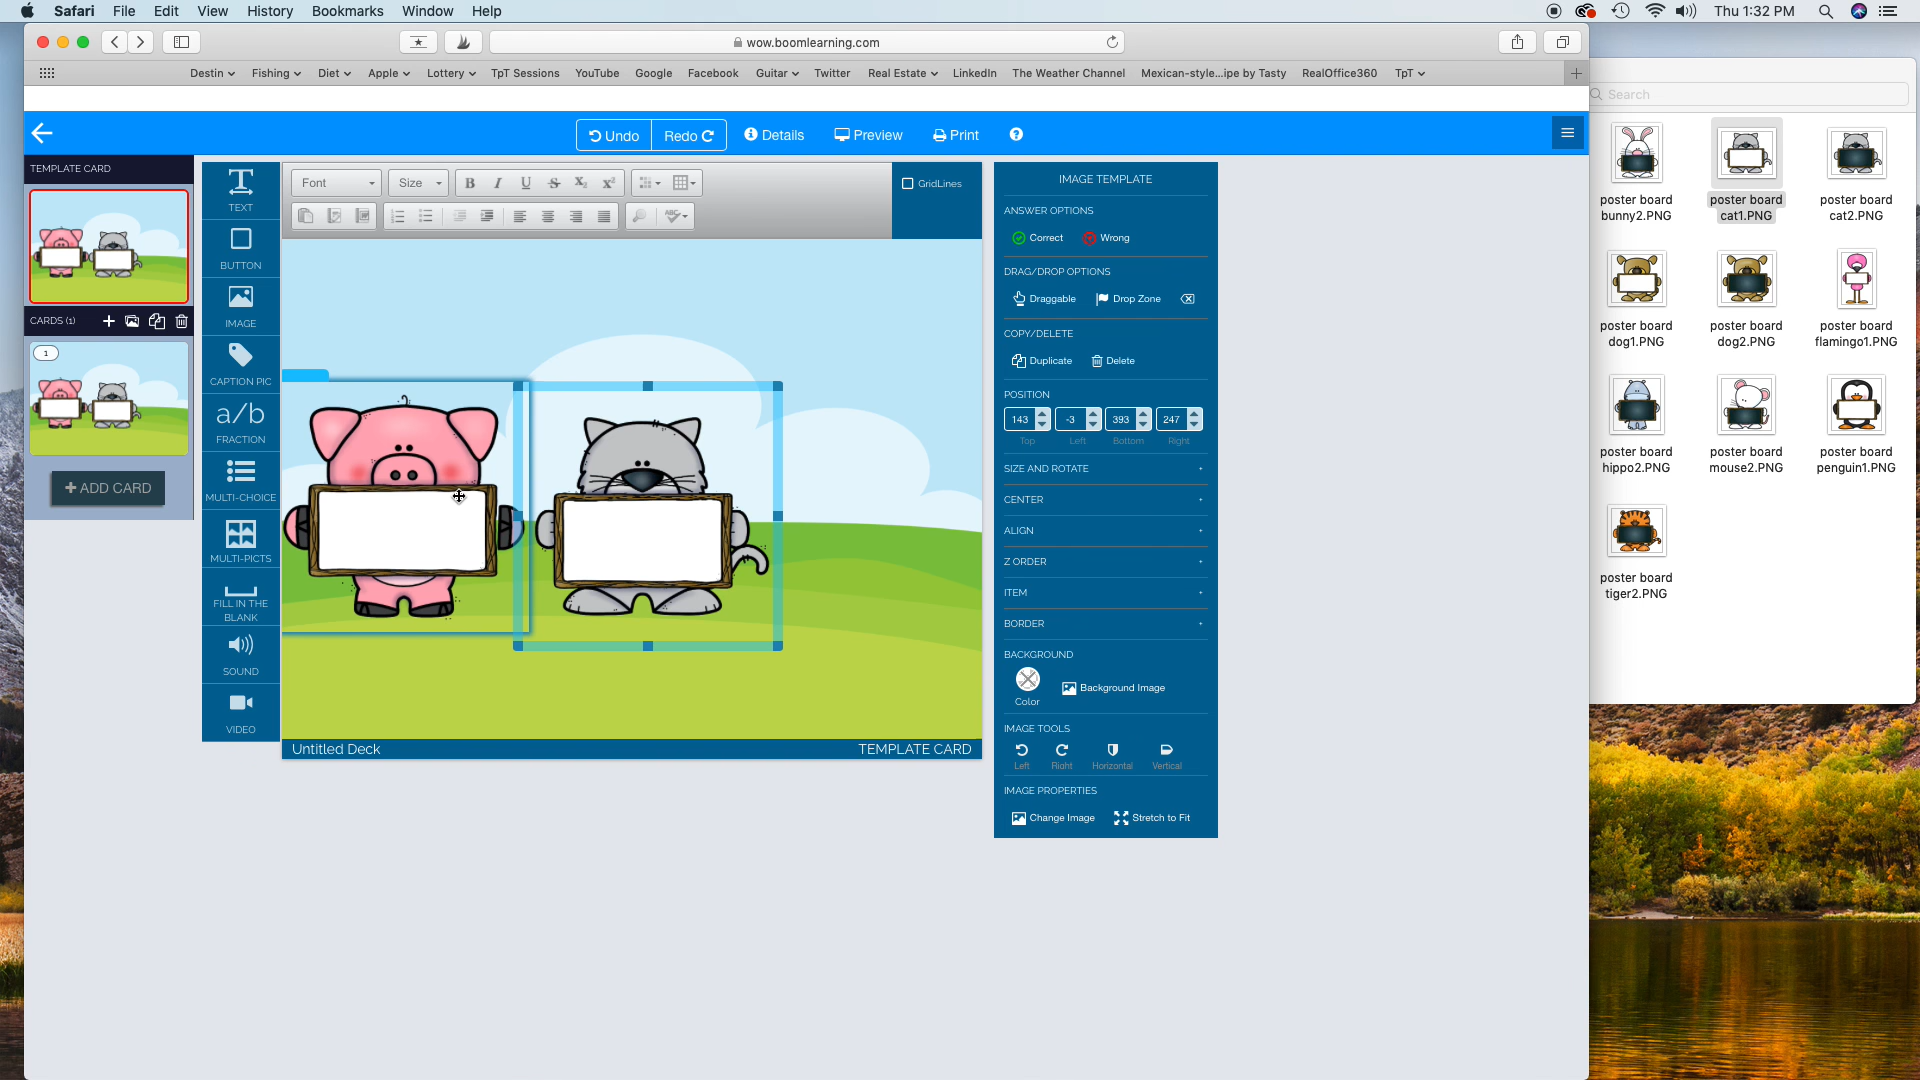 Safari File Edit View History Bookmarks Window Help
Thu 1:32 PM
wow.boomlearning.com
Destin Fishing Diet Apple Lottery TpT Sessions YouTube Google Facebook Guitar Twitter Real Estate LinkedIn The Weather Channel Mexican-style...ipe by Tasty RealOffice360 TpT
Search
Undo Redo Details Preview Print
TEMPLATE CARD
CARDS (1)
1
+ ADD CARD
TEXT
BUTTON
IMAGE
CAPTION PIC
a/b
FRACTION
MULTI-CHOICE
MULTI-PICTS
FILL IN THE
BLANK
SOUND
VIDEO
Font Size B I U S X2 X2
GridLines
Untitled Deck
TEMPLATE CARD
IMAGE TEMPLATE
ANSWER OPTIONS
Correct Wrong
DRAG/DROP OPTIONS
Draggable Drop Zone
COPY/DELETE
Duplicate Delete
POSITION
143 -3 393 247
Top Left Bottom Right
SIZE AND ROTATE +
CENTER +
ALIGN +
Z ORDER +
ITEM +
BORDER +
BACKGROUND
Color
Background Image
IMAGE TOOLS
Left Right Horizontal Vertical
IMAGE PROPERTIES
Change Image Stretch to Fit
poster board
bunny2.PNG
poster board
cat1.PNG
poster board
cat2.PNG
poster board
dog1.PNG
poster board
dog2.PNG
poster board
flamingo1.PNG
poster board
hippo2.PNG
poster board
mouse2.PNG
poster board
penguin1.PNG
poster board
tiger2.PNG